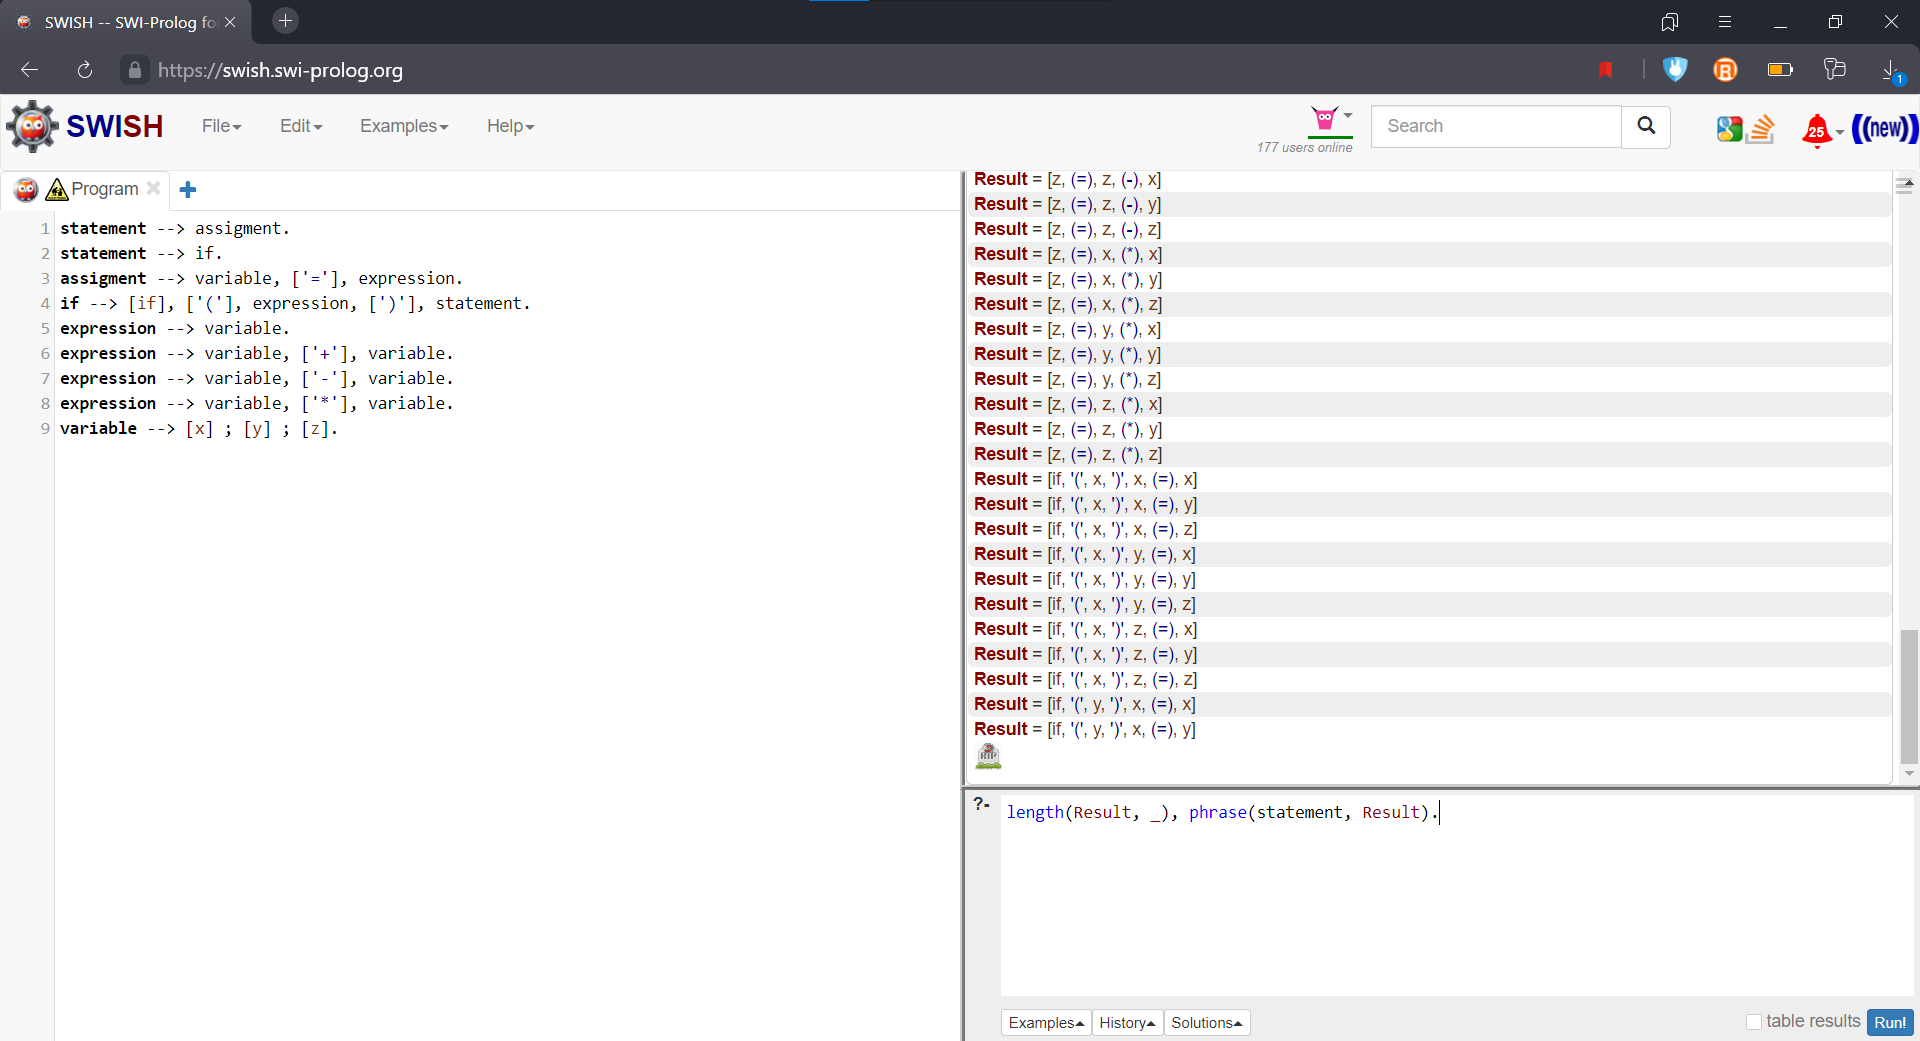 SWISH -- SWI-Prolog fo
https://swish.swi-prolog.org
1
SWISH
File
Edit
Examples
Help
177 users online
Search
25
((new))
Program
1 statement --> assigment.
2 statement --> if.
3 assigment --> variable, ['='], expression.
4 if --> [if], ['('], expression, [')'], statement.
5 expression --> variable.
6 expression --> variable, ['+'], variable.
7 expression --> variable, ['-'], variable.
8 expression --> variable, ['*'], variable.
9 variable --> [x] ; [y] ; [z].
Result = [z, (=), z, (-), x]
Result = [z, (=), z, (-), y]
Result = [z, (=), z, (-), z]
Result = [z, (=), x, (*), x]
Result = [z, (=), x, (*), y]
Result = [z, (=), x, (*), z]
Result = [z, (=), y, (*), x]
Result = [z, (=), y, (*), y]
Result = [z, (=), y, (*), z]
Result = [z, (=), z, (*), x]
Result = [z, (=), z, (*), y]
Result = [z, (=), z, (*), z]
Result = [if, '(', x, ')', x, (=), x]
Result = [if, '(', x, ')', x, (=), y]
Result = [if, '(', x, ')', x, (=), z]
Result = [if, '(', x, ')', y, (=), x]
Result = [if, '(', x, ')', y, (=), y]
Result = [if, '(', x, ')', y, (=), z]
Result = [if, '(', x, ')', z, (=), x]
Result = [if, '(', x, ')', z, (=), y]
Result = [if, '(', x, ')', z, (=), z]
Result = [if, '(', y, ')', x, (=), x]
Result = [if, '(', y, ')', x, (=), y]
RIP
?- length(Result, _), phrase(statement, Result).
Examples
History
Solutions
table results
Run!